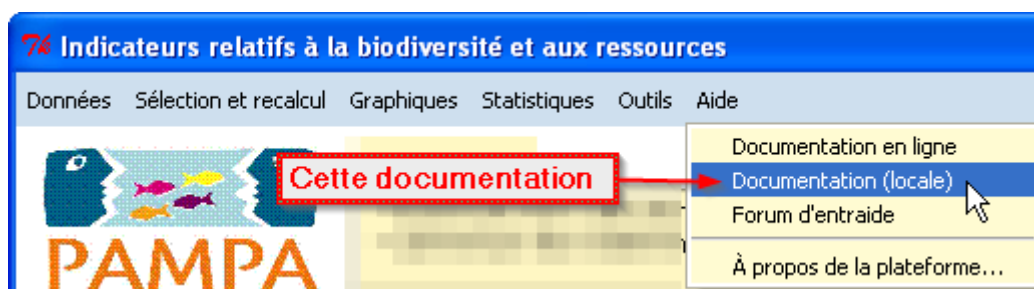 Indicateurs relatifs à la biodiversité et aux ressources
Données Sélection et recalcul Graphiques Statistiques Outils Aide
Documentation en ligne
Cette documentation
Documentation (locale)
Forum d'entraide
À propos de la plateforme...
PAMPA